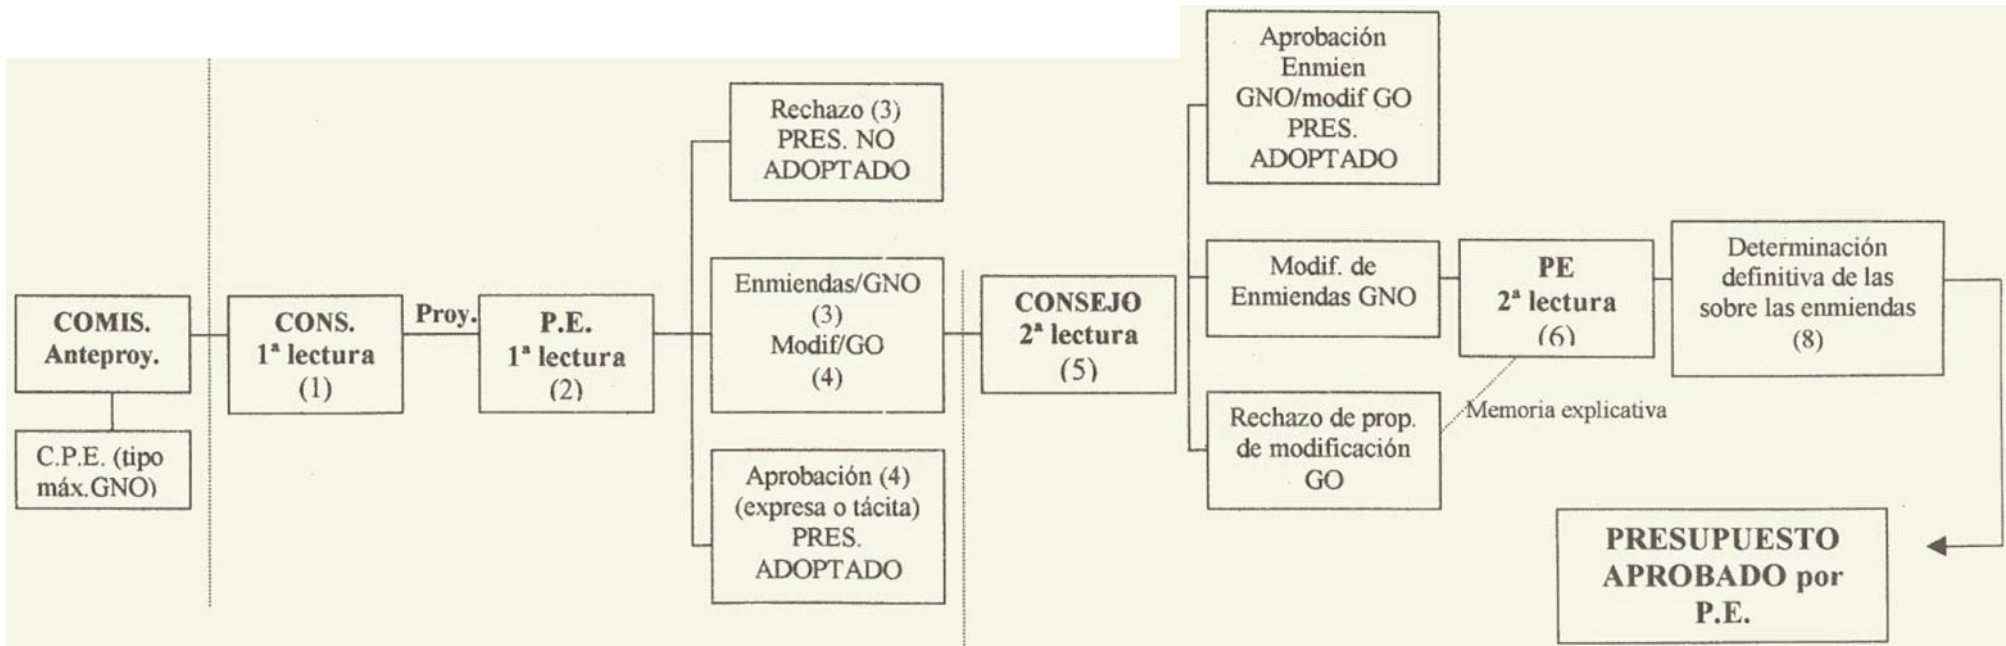 COMIS.
Anteproy.
C.P.E. (tipo
máx.GNO)
CONS.
1ª lectura
(1)
Proy.
P.E.
1ª lectura
(2)
Rechazo (3)
PRES. NO
ADOPTADO
Enmiendas/GNO
(3)
Modif/GO
(4)
Aprobación (4)
(expresa o tácita)
PRES.
ADOPTADO
CONSEJO
2ª lectura
(5)
Aprobación
Enmien
GNO/modif GO
PRES.
ADOPTADO
Modif. de
Enmiendas GNO
Rechazo de prop.
de modificación
GO
PE
2ª lectura
(6)
Memoria explicativa
Determinación
definitiva de las
sobre las enmiendas
(8)
PRESUPUESTO
APROBADO por
P.E.